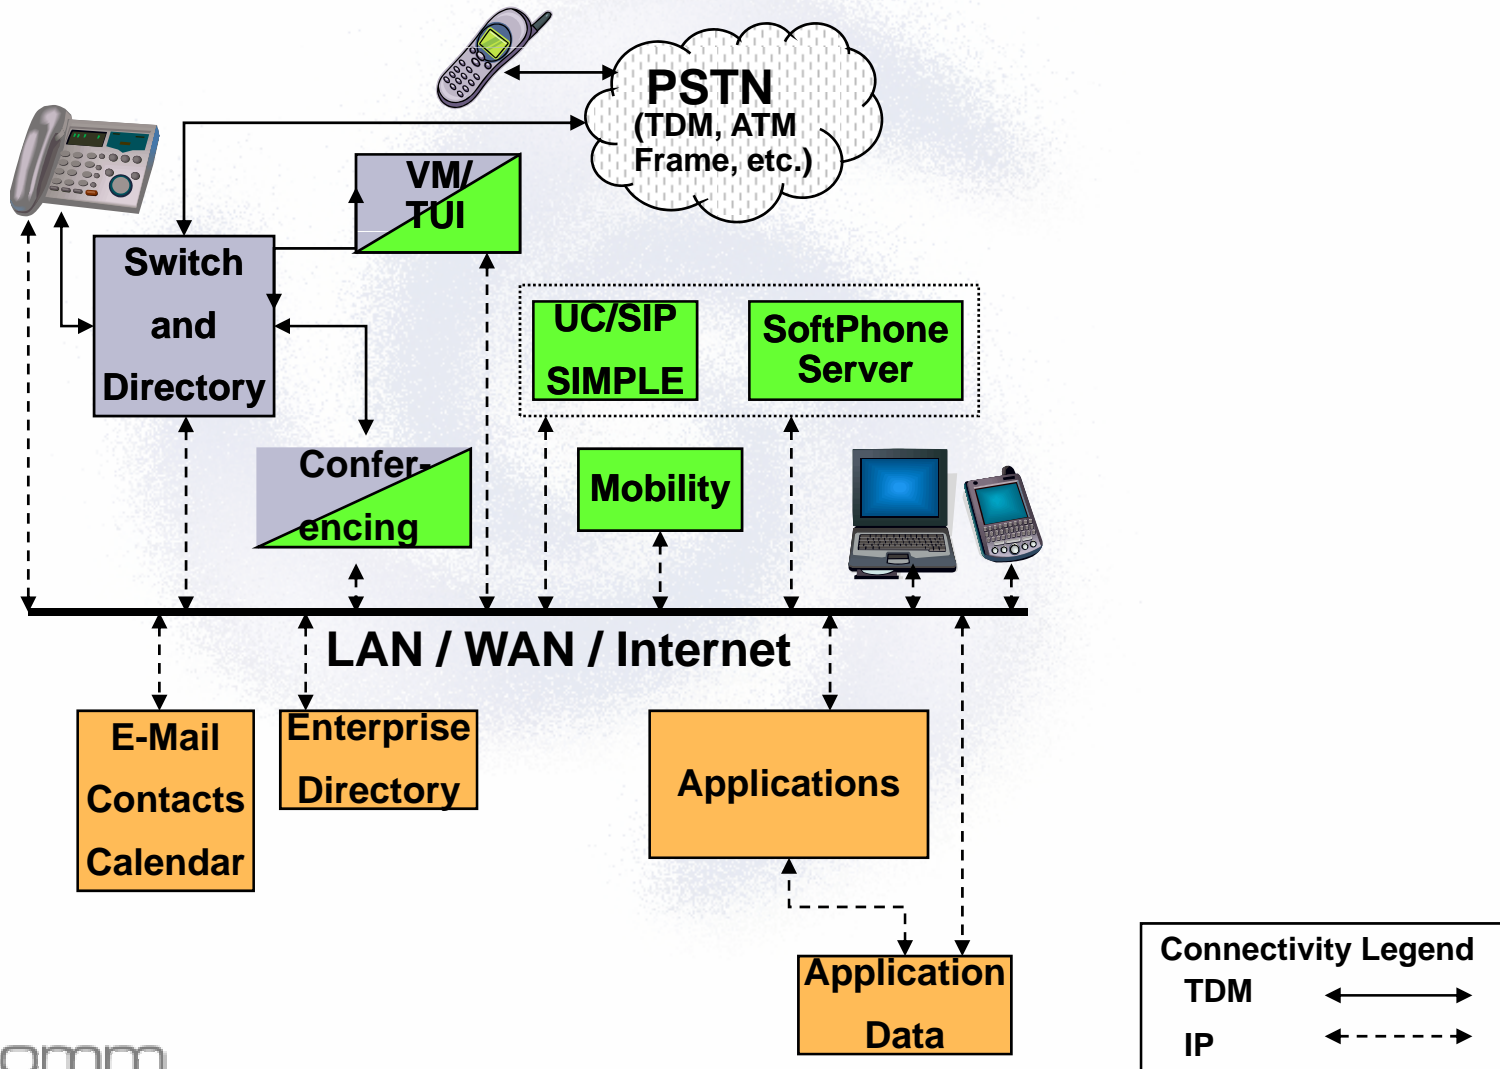 PSTN
(TDM, ATM
Frame, etc.)
VM/
TUI
Switch
and
Directory
UC/SIP
SIMPLE
SoftPhone
Server
Confer-
encing
Mobility
LAN / WAN / Internet
E-Mail
Contacts
Calendar
Enterprise
Directory
Applications
Application
Data
Connectivity Legend
TDM
IP